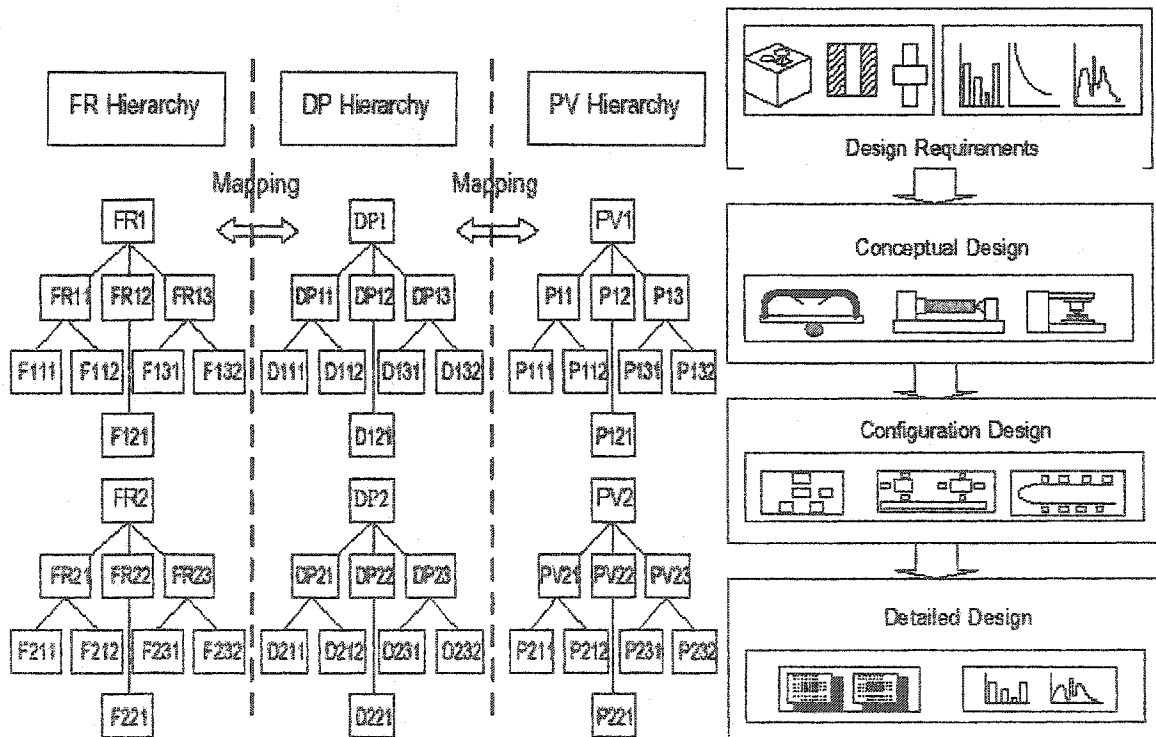 FR Hierarchy
DP Hierarchy
PV Hierarchy
Mapping
Mapping
FR1
DP1
PV1
FR11 FR12 FR13
DP11 DP12 DP13
P11 P12 P13
F111 F112 F131 F132
D111 D112 D131 D132
P111 P112 P131 P132
F121
D121
P121
FR2
DP2
PV2
FR21 FR22 FR23
DP21 DP22 DP23
PV21 PV22 PV23
F211 F212 F231 F232
D211 D212 D231 D232
P211 P212 P231 P232
F221
D221
P221
Design Requirements
Conceptual Design
Configuration Design
Detailed Design